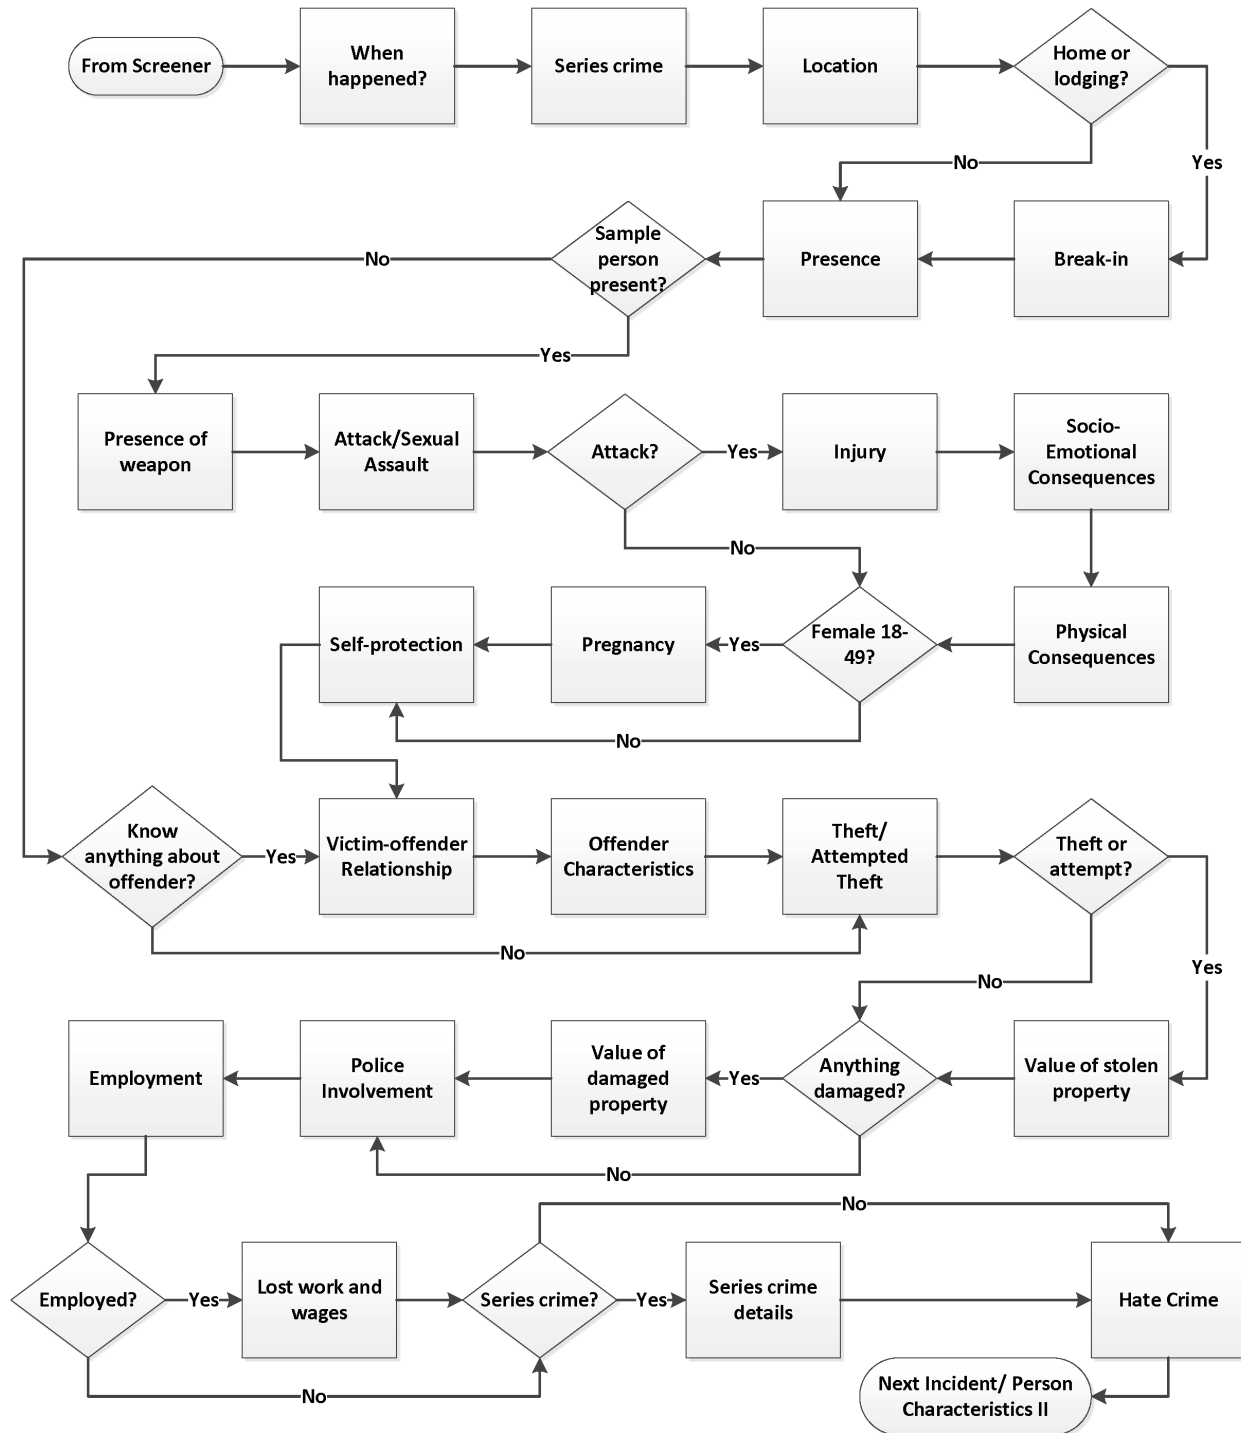 From Screener
When
happened?
Series crime
Location
Home or
lodging?
No
Yes
Sample
person
present?
Presence
Break-in
No
Yes
Presence of
weapon
Attack/Sexual
Assault
Attack?
Yes
Injury
Socio-
Emotional
Consequences
No
Self-protection
Pregnancy
Yes
Female 18-
49?
Physical
Consequences
No
Know
anything about
offender?
Yes
Victim-offender
Relationship
Offender
Characteristics
Theft/
Attempted
Theft
Theft or
attempt?
No
Yes
No
Employment
Police
Involvement
Value of
damaged
property
Yes
Anything
damaged?
Value of stolen
property
No
No
Employed?
Yes
Lost work and
wages
Series crime?
Yes
Series crime
details
Hate Crime
No
Next Incident/ Person
Characteristics II